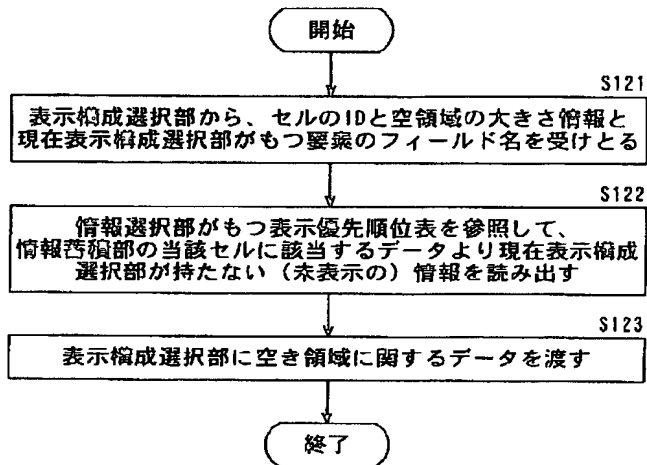 開始
S121
表示構成選択部から、セルのIDと空領域の大きさ情報と
現在表示構成選択部がもつ要素のフィールド名を受けとる
S122
情報選択部がもつ表示優先順位表を参照して、
情報蓄積部の当該セルに該当するデータより現在表示構成
選択部が持たない（未表示の）情報を読み出す
S123
表示構成選択部に空き領域に関するデータを渡す
終了